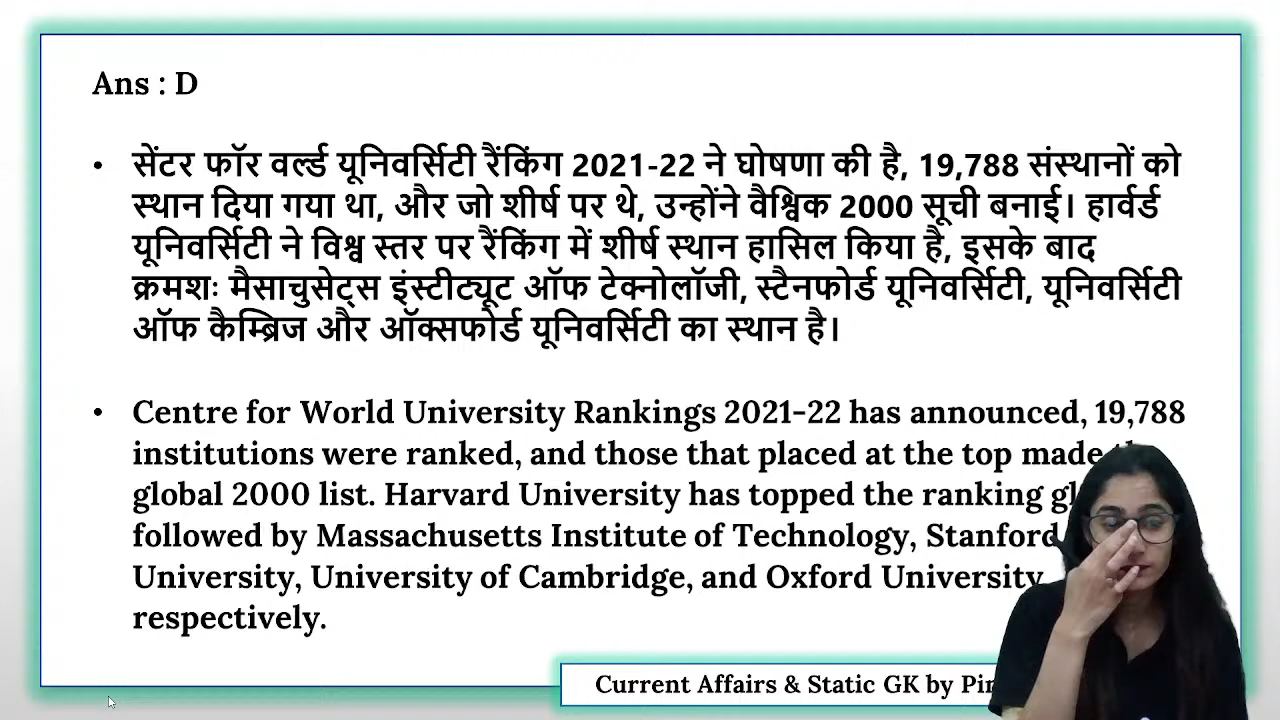 Ans : D
• सेंटर फॉर वर्ल्ड यूनिवर्सिटी रैंकिंग 2021-22 ने घोषणा की है, 19,788 संस्थानों को
स्थान दिया गया था, और जो शीर्ष पर थे, उन्होंने वैश्विक 2000 सूची बनाई। हार्वर्ड
यूनिवर्सिटी ने विश्व स्तर पर रैंकिंग में शीर्ष स्थान हासिल किया है, इसके बाद
क्रमशः मैसाचुसेट्स इंस्टीट्यूट ऑफ टेक्नोलॉजी, स्टैनफोर्ड यूनिवर्सिटी, यूनिवर्सिटी
ऑफ कैम्ब्रिज और ऑक्सफोर्ड यूनिवर्सिटी का स्थान है।
• Centre for World University Rankings 2021-22 has announced, 19,788
institutions were ranked, and those that placed at the top made
global 2000 list. Harvard University has topped the ranking
followed by Massachusetts Institute of Technology, Stanford
University, University of Cambridge, and Oxford University
respectively.
Current Affairs & Static GK by